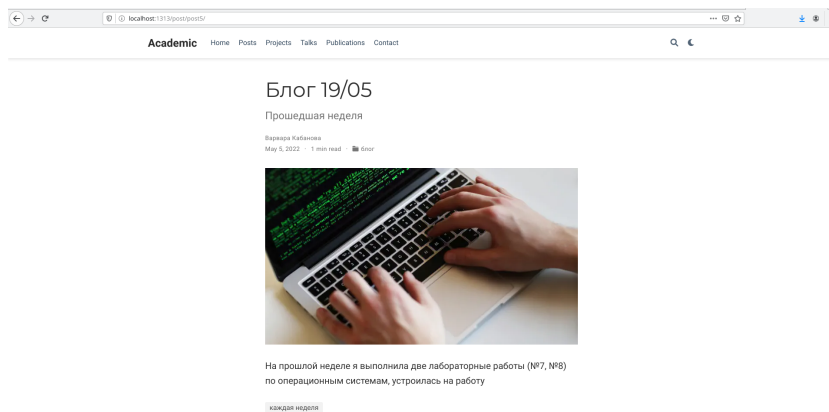 localhost:1313/post/post5/
Academic Home Posts Projects Talks Publications Contact
Блог 19/05
Прошедшая неделя
Варвара Кабанова
May 5, 2022 · 1 min read · блог
На прошлой неделе я выполнила две лабораторные работы (№7, №8)
по операционным системам, устроилась на работу
каждая неделя